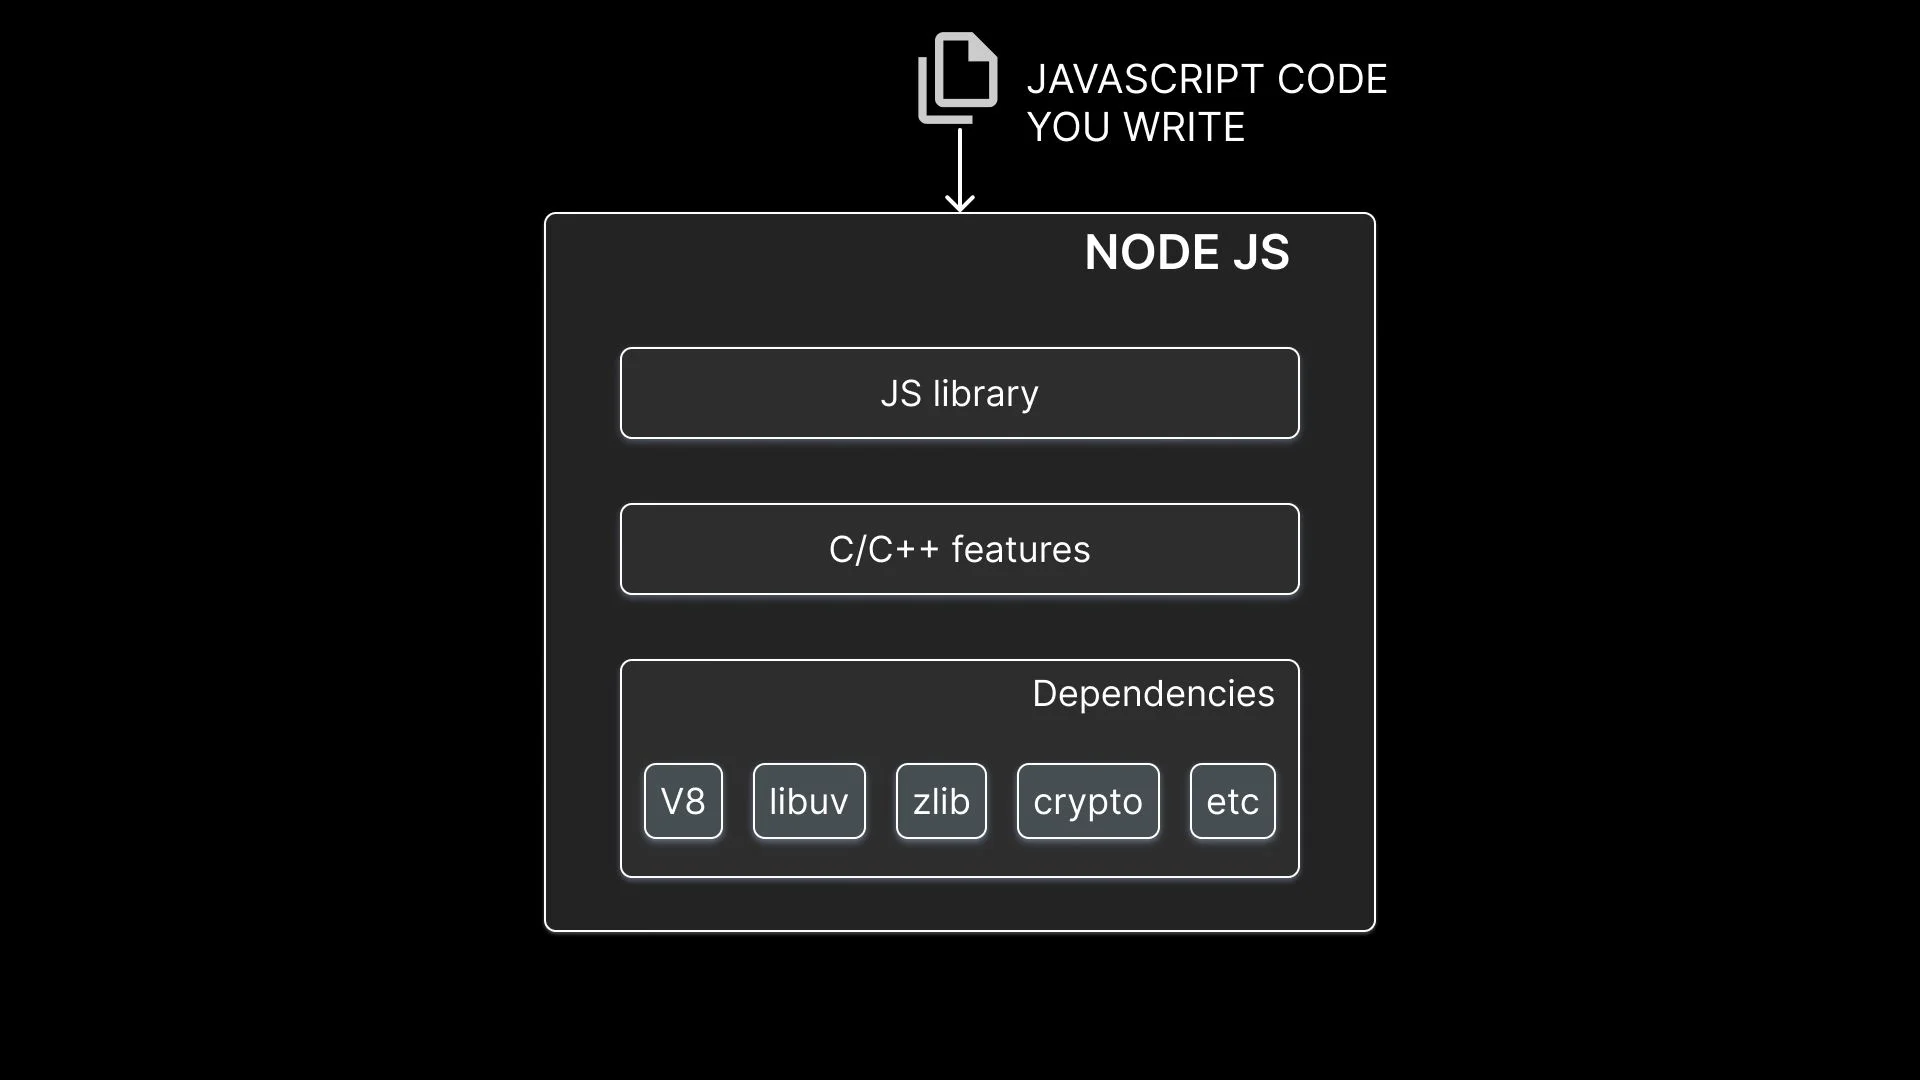 JAVASCRIPT CODE
YOU WRITE
NODE JS
JS library
C/C++ features
Dependencies
V8
libuv
zlib
crypto
etc